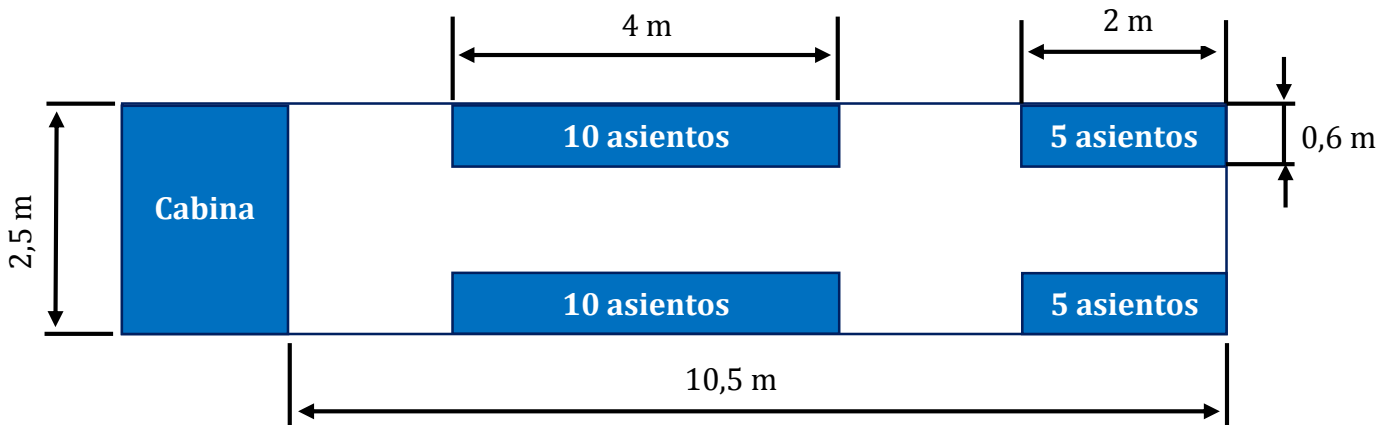 4 m
2 m
10 asientos
5 asientos
0,6 m
Cabina
2,5 m
10 asientos
5 asientos
10,5 m